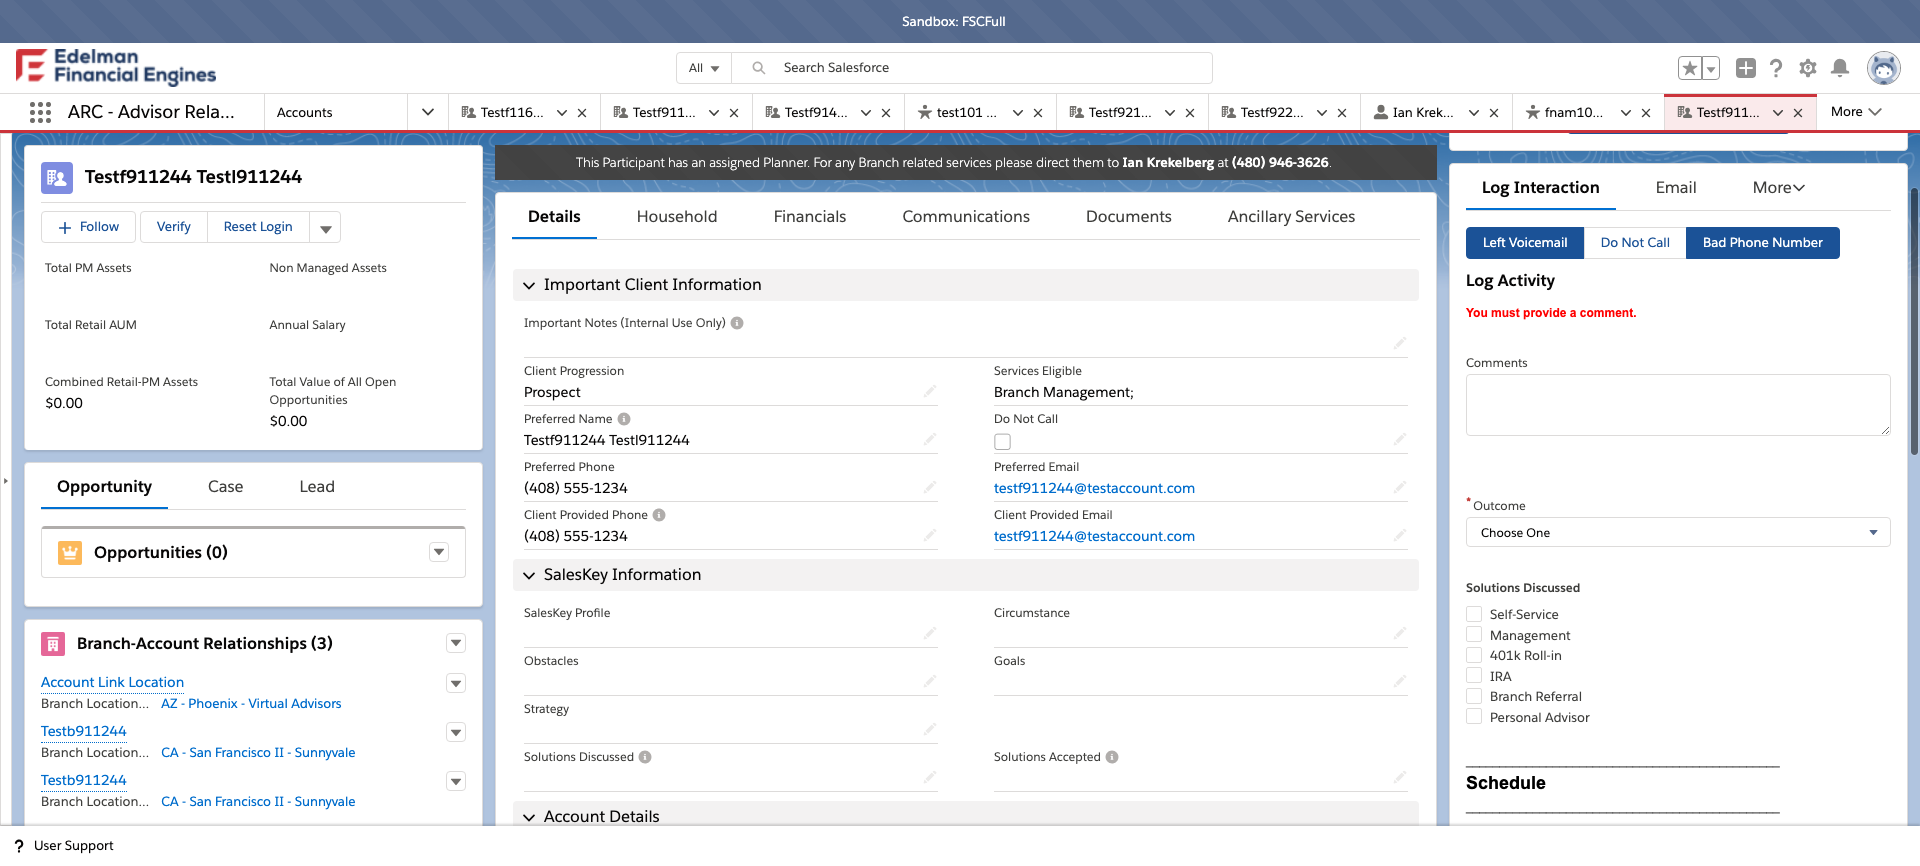 Sandbox: FSCFull
Edelman
Financial Engines
All
Search Salesforce
ARC - Advisor Rela...
Accounts
Testf116...
Testf911...
Testf914...
test101 ...
Testf921...
Testf922...
Ian Krek...
fnam10...
Testf911...
More
Testf911244 Testl911244
Follow
Verify
Reset Login
Total PM Assets
Non Managed Assets
Total Retail AUM
Annual Salary
Combined Retail-PM Assets
$0.00
Total Value of All Open
Opportunities
$0.00
Opportunity
Case
Lead
Opportunities (0)
Branch-Account Relationships (3)
Account Link Location
Branch Location... AZ - Phoenix - Virtual Advisors
Testb911244
Branch Location... CA - San Francisco II - Sunnyvale
Testb911244
Branch Location... CA - San Francisco II - Sunnyvale
This Participant has an assigned Planner. For any Branch related services please direct them to Ian Krekelberg at (480) 946-3626.
Details
Household
Financials
Communications
Documents
Ancillary Services
Important Client Information
Important Notes (Internal Use Only)
Client Progression
Prospect
Services Eligible
Branch Management;
Preferred Name
Testf911244 Testl911244
Do Not Call
Preferred Phone
(408) 555-1234
Preferred Email
testf911244@testaccount.com
Client Provided Phone
(408) 555-1234
Client Provided Email
testf911244@testaccount.com
SalesKey Information
SalesKey Profile
Circumstance
Obstacles
Goals
Strategy
Solutions Discussed
Solutions Accepted
Account Details
Log Interaction
Email
More
Left Voicemail
Do Not Call
Bad Phone Number
Log Activity
You must provide a comment.
Comments
* Outcome
Choose One
Solutions Discussed
Self-Service
Management
401k Roll-in
IRA
Branch Referral
Personal Advisor
Schedule
? User Support